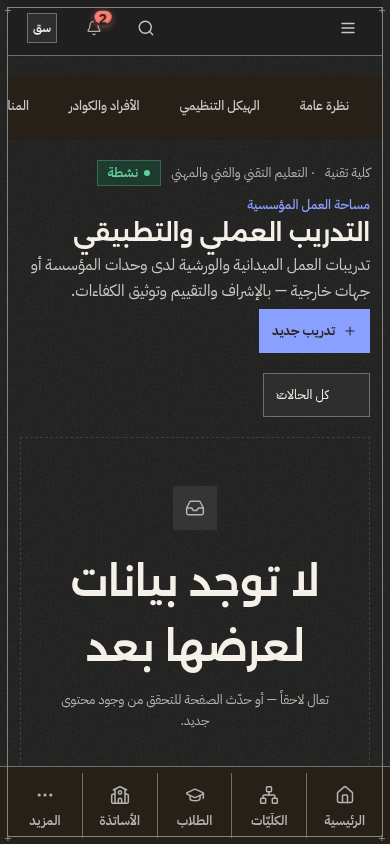 سق
2
نظرة عامة
الهيكل التنظيمي
الأفراد والكوادر
المنا
كلية تقنية · التعليم التقني والفني والمهني
نشطة
مساحة العمل المؤسسية
التدريب العملي والتطبيقي
تدريبات العمل الميدانية والورشية لدى وحدات المؤسسة أو
جهات خارجية — بالإشراف والتقييم وتوثيق الكفاءات.
+ تدريب جديد
كل الحالات
لا توجد بيانات
لعرضها بعد
تعال لاحقاً — أو حدّث الصفحة للتحقق من وجود محتوى
جديد.
الرئيسية
الكلّيّات
الطلاب
الأساتذة
المزيد